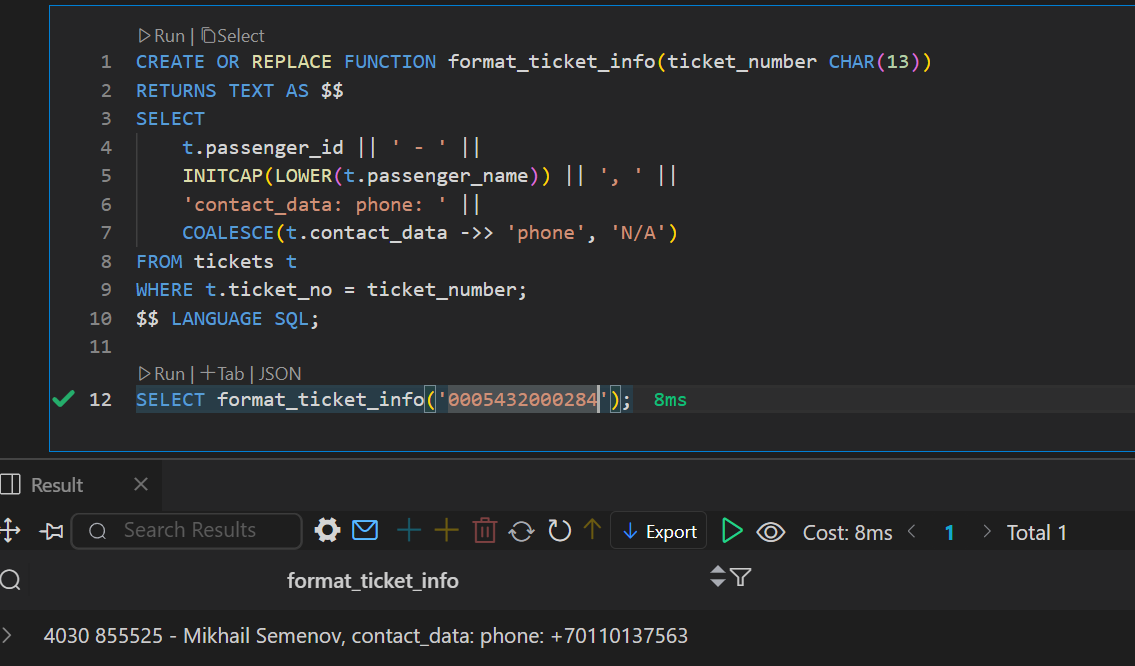 Run | Select
1 CREATE OR REPLACE FUNCTION format_ticket_info(ticket_number CHAR(13))
2 RETURNS TEXT AS $$
3 SELECT
4     t.passenger_id || ' - ' ||
5     INITCAP(LOWER(t.passenger_name)) || ', ' ||
6     'contact_data: phone: ' ||
7     COALESCE(t.contact_data ->> 'phone', 'N/A')
8 FROM tickets t
9 WHERE t.ticket_no = ticket_number;
10 $$ LANGUAGE SQL;
11
Run | +Tab | JSON
12 SELECT format_ticket_info('0005432000284'); 8ms
Result
Search Results Export Cost: 8ms < 1 > Total 1
format_ticket_info
4030 855525 - Mikhail Semenov, contact_data: phone: +70110137563